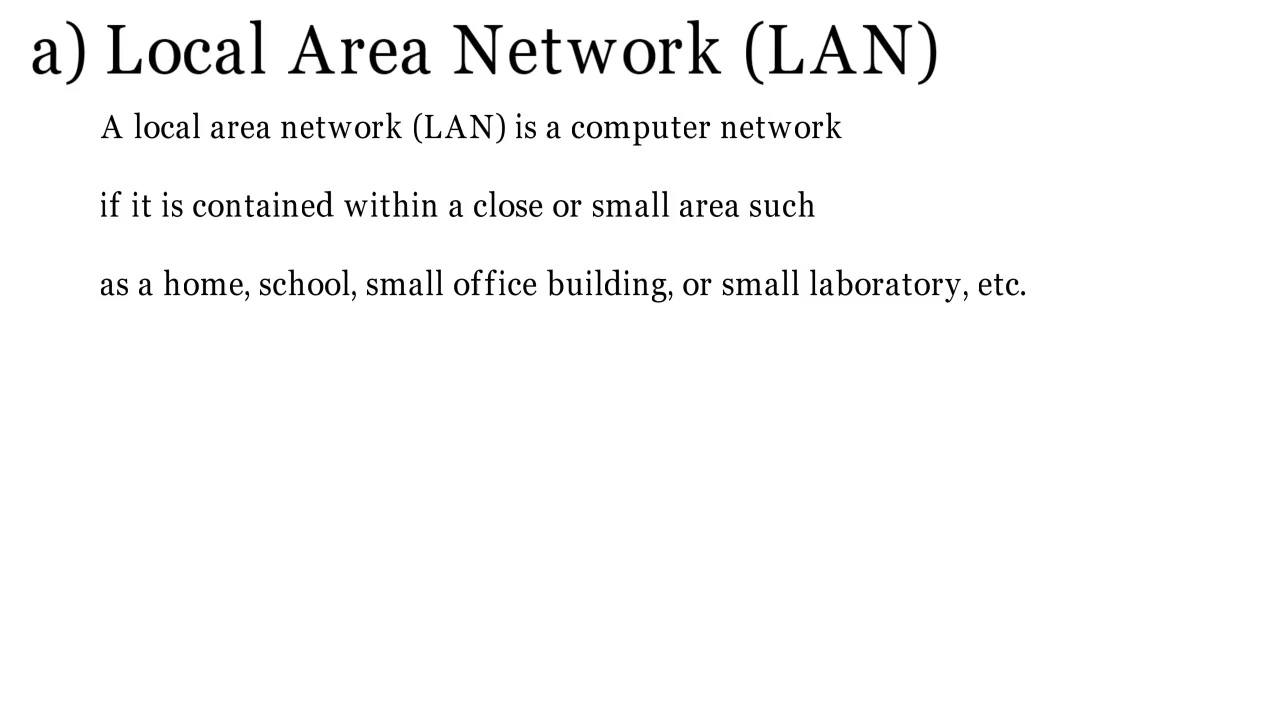 a) Local Area Network (LAN)
A local area network (LAN) is a computer network
if it is contained within a close or small area such
as a home, school, small office building, or small laboratory, etc.